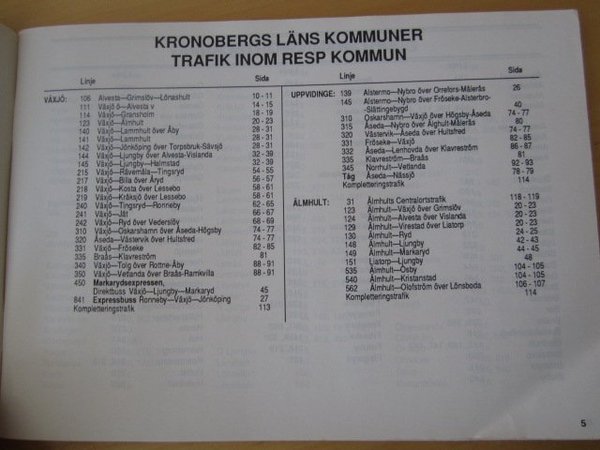 KRONOBERGS LÄNS KOMMUNER
TRAFIK INOM RESP KOMMUN
Linje Sida
VÄXJÖ: 106 Alvesta—Grimslöv—Lönashult 10 - 11
111 Växjö ö—Alvesta v 14 - 15
114 Växjö—Gransholm 18 - 19
123 Växjö—Älmhult 20 - 23
140 Växjö—Lammhult över Åby 28 - 31
141 Växjö—Lammhult 28 - 31
142 Växjö—Jönköping över Torpsbruk-Sävsjö 28 - 31
144 Växjö—Ljungby över Alvesta-Vislanda 32 - 39
145 Växjö—Ljungby—Halmstad 32 - 39
215 Växjö—Rävemåla—Tingsryd 54 - 55
217 Växjö—Billa över Åryd 56 - 57
218 Växjö—Kosta över Lessebo 58 - 61
219 Växjö—Kråksjö över Lessebo 58 - 61
240 Växjö—Tingsryd—Ronneby 62 - 65
241 Växjö—Jät 66 - 67
242 Växjö—Ryd över Vederslöv 68 - 69
310 Växjö—Oskarshamn över Åseda-Högsby 74 - 77
320 Åseda—Västervik över Hultsfred 74 - 77
331 Växjö—Fröseke 82 - 85
335 Braås—Klavreström 81
340 Växjö—Tolg över Rottne-Åby 88 - 91
350 Växjö—Vetlanda över Braås-Ramkvilla 88 - 91
450 Markarydsexpressen,
Direktbuss Växjö—Ljungby—Markaryd 45
841 Expressbuss Ronneby—Växjö—Jönköping 27
Kompletteringstrafik 113
Linje Sida
UPPVIDINGE: 139 Alstermo—Nybro över Orrefors-Målerås 26
145 Alstermo—Nybro över Fröseke-Alsterbro-
Slättingebygd 40
310 Oskarshamn—Växjö över Högsby-Åseda 74 - 77
315 Åseda—Nybro över Älghult-Målerås 80
320 Västervik—Åseda över Hultsfred 74 - 77
331 Fröseke—Växjö 82 - 85
332 Åseda—Lenhovda över Klavreström 86 - 87
335 Klavreström—Braås 81
345 Norrhult—Vetlanda 92 - 93
Tåg Åseda—Nässjö 78 - 79
Kompletteringstrafik 114
ÄLMHULT: 31 Älmhults Centralortstrafik 118 - 119
123 Älmhult—Växjö över Grimslöv 20 - 23
124 Älmhult—Alvesta över Vislanda 20 - 23
129 Älmhult—Virestad över Liatorp 20 - 23
130 Älmhult—Ryd 24 - 25
148 Älmhult—Ljungby 42 - 43
149 Älmhult—Markaryd 44 - 45
151 Liatorp—Ljungby 48
535 Älmhult—Osby 104 - 105
540 Älmhult—Kristianstad 104 - 105
562 Älmhult—Olofström över Lönsboda 106 - 107
Kompletteringstrafik 114
5